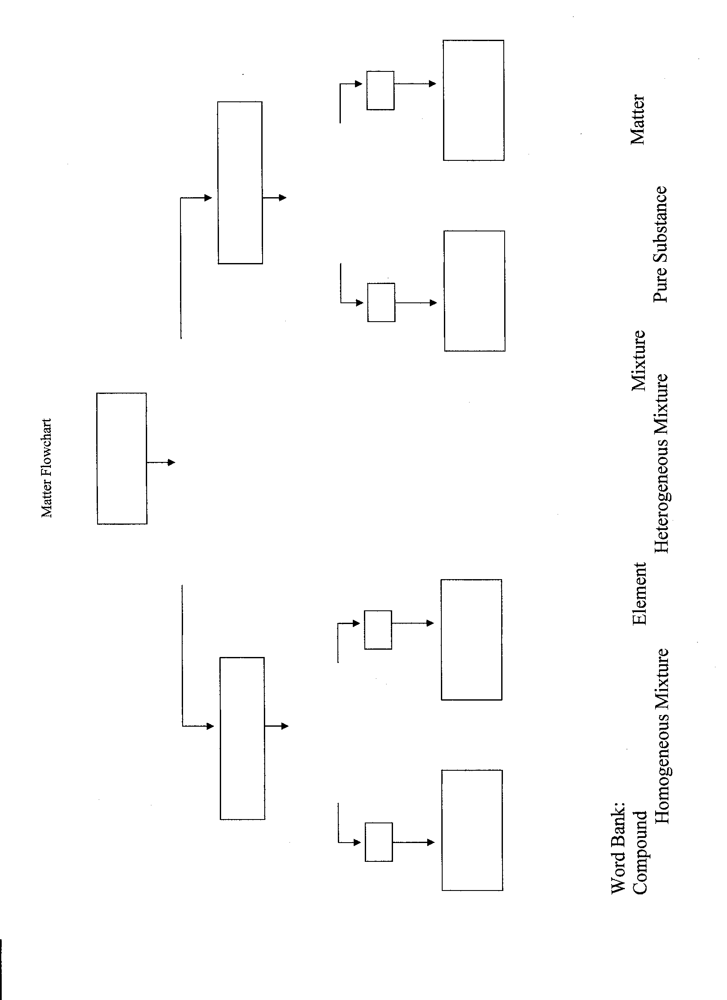 Matter Flowchart
Word Bank:
Compound Element Mixture Matter
Homogeneous Mixture Heterogeneous Mixture Pure Substance